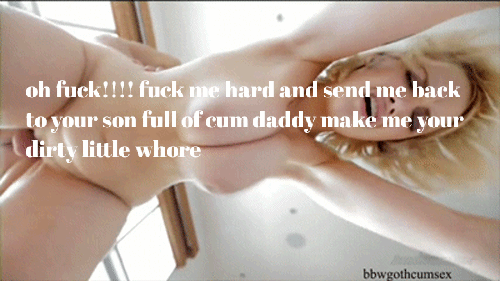 oh fuck!!!! fuck me hard and send me back
to your son full of cum daddy make me your
dirty little whore
bbwgothcumsex